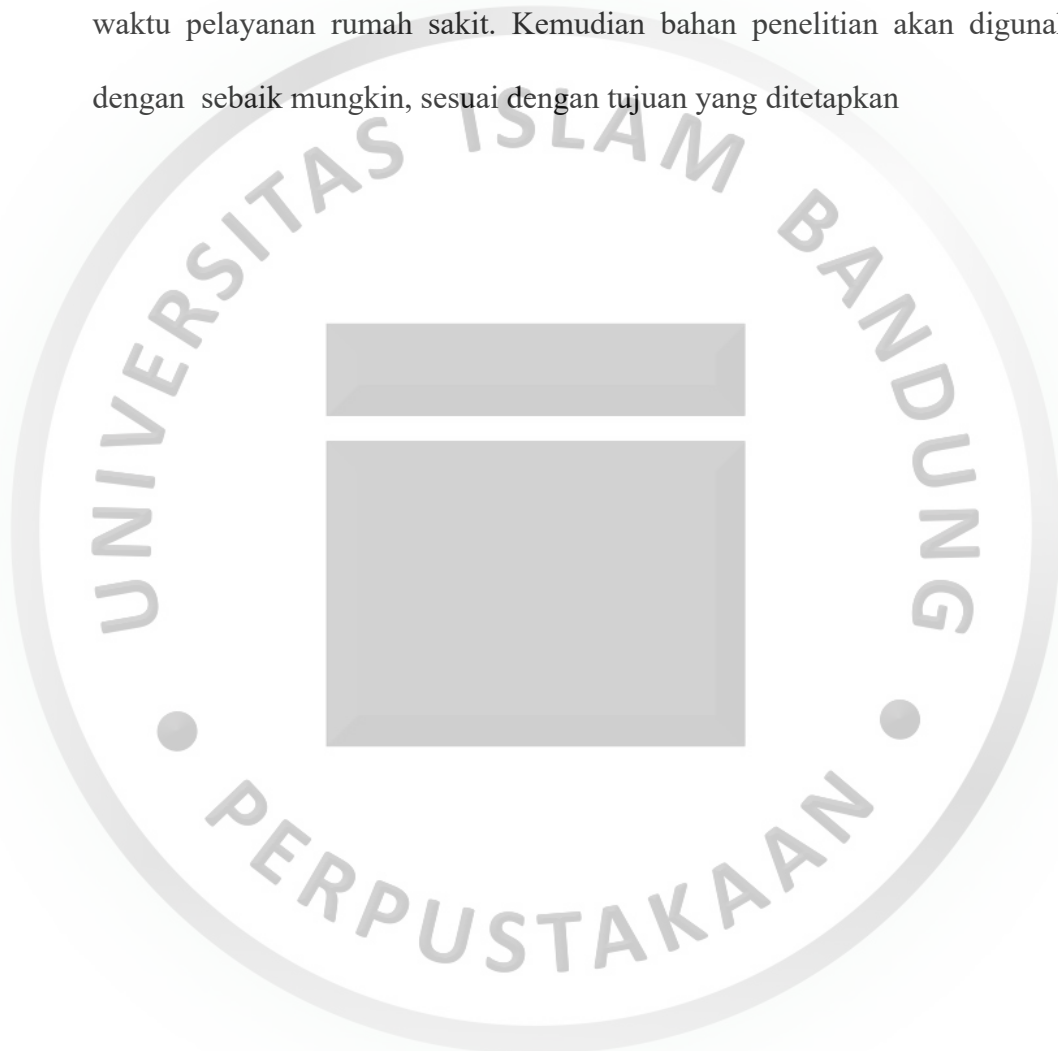 waktu pelayanan rumah sakit. Kemudian bahan penelitian akan
dengan sebaik mungkin, sesuai dengan tujuan yang ditetapkan
UNIVERSITAS ISLAM BANDUNG
PERPUSTAKAAN